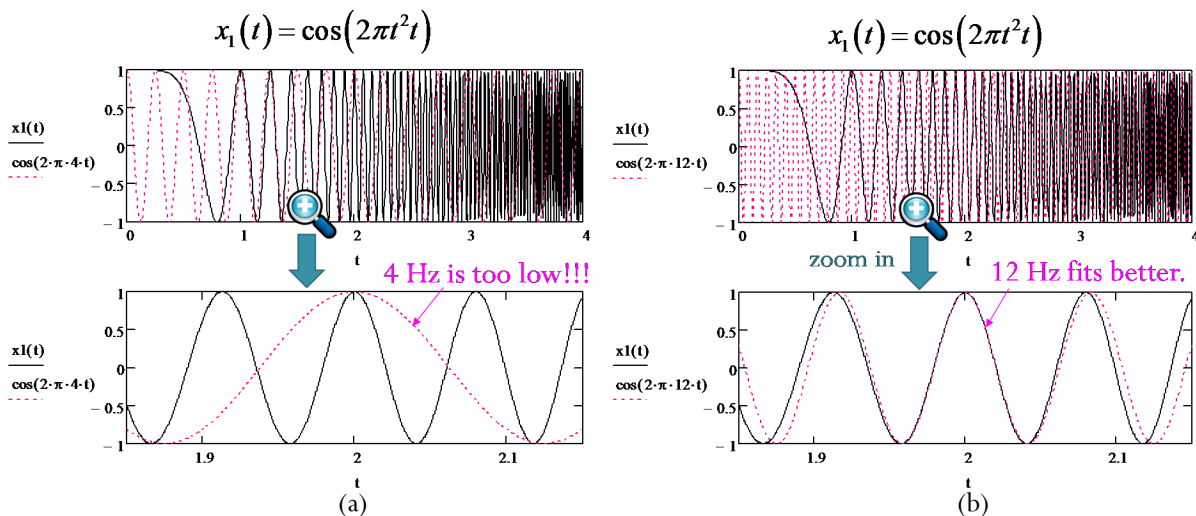 x₁(t) = cos(2πt²t)
1
0.5
0
−0.5
−1
x1(t)
cos(2·π·4·t)
0 1 2 3 4
t
4 Hz is too low!!!
1
0.5
0
−0.5
−1
x1(t)
cos(2·π·4·t)
1.9 2 2.1
t
(a)
x₁(t) = cos(2πt²t)
1
0.5
0
−0.5
−1
x1(t)
cos(2·π·12·t)
0 1 2 3 4
t
zoom in
12 Hz fits better.
1
0.5
0
−0.5
−1
x1(t)
cos(2·π·12·t)
1.9 2 2.1
t
(b)